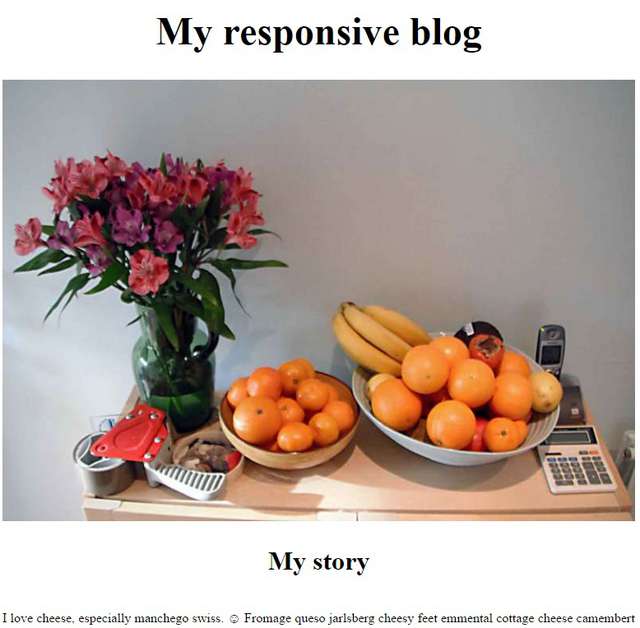 My responsive blog
My story
I love cheese, especially manchego swiss. ☺ Fromage queso jarlsberg cheesy feet emmental cottage cheese camembert